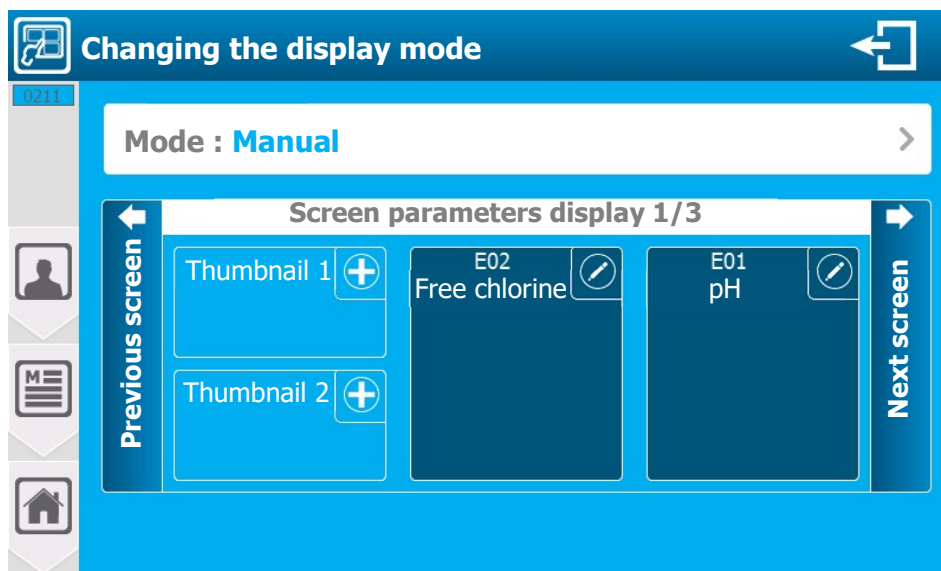 Changing the display mode
0211
Mode : Manual
Screen parameters display 1/3
Previous screen
Thumbnail 1
E02
Free chlorine
E01
pH
Thumbnail 2
Next screen
M